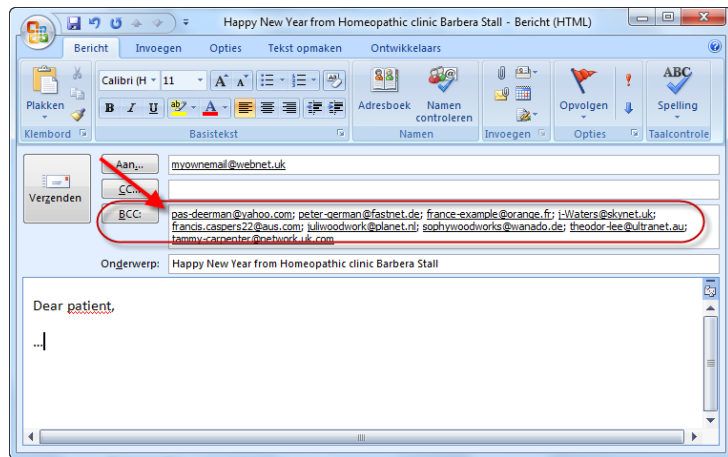 Happy New Year from Homeopathic clinic Barbera Stall - Bericht (HTML)
Bericht Invoegen Opties Tekst opmaken Ontwikkelaars
Plakken
Klembord
Calibri (H 11 A A
B I U ab A
Basistekst
Adresboek
Namen controleren
Namen
Invoegen
Opvolgen
Opties
ABC
Spelling
Taalcontrole
Verzenden
Aan... myownemail@webnet.uk
CC...
BCC: pas-deerman@yahoo.com; peter-german@fastnet.de; france-example@orange.fr; j-Waters@skynet.uk;
francis.caspers22@aus.com; juliwoodwork@planet.nl; sophywoodworks@wanado.de; theodor-lee@ultranet.au;
tammy-carpenter@network.uk.com
Onderwerp: Happy New Year from Homeopathic clinic Barbera Stall
Dear patient,
...